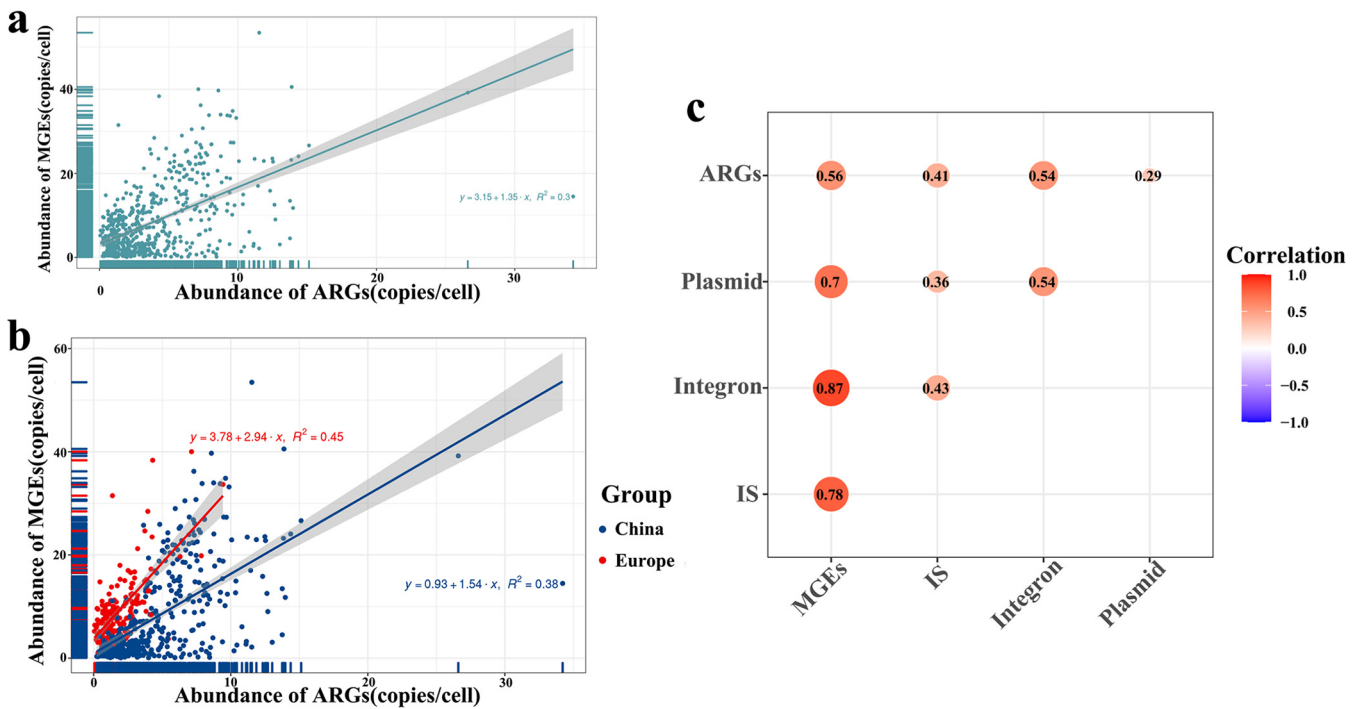 a
Abundance of MGEs(copies/cell)
40
20
0
y = 3.15 + 1.35 · x, R² = 0.3
0
10
20
30
Abundance of ARGs(copies/cell)
b
Abundance of MGEs(copies/cell)
60
40
20
0
y = 3.78 + 2.94 · x, R² = 0.45
y = 0.93 + 1.54 · x, R² = 0.38
0
10
20
30
Abundance of ARGs(copies/cell)
Group
China
Europe
c
ARGs
0.56
0.41
0.54
0.29
Plasmid
0.7
0.36
0.54
Integron
0.87
0.43
IS
0.78
MGEs
IS
Integron
Plasmid
Correlation
1.0
0.5
0.0
−0.5
−1.0